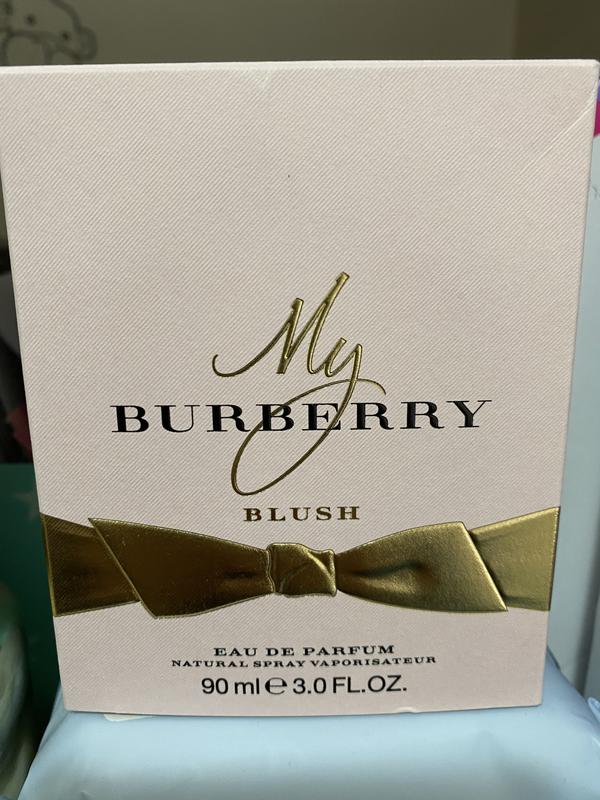 My
BURBERRY
BLUSH
EAU DE PARFUM
NATURAL SPRAY VAPORISATEUR
90 ml ℮ 3.0 FL.OZ.